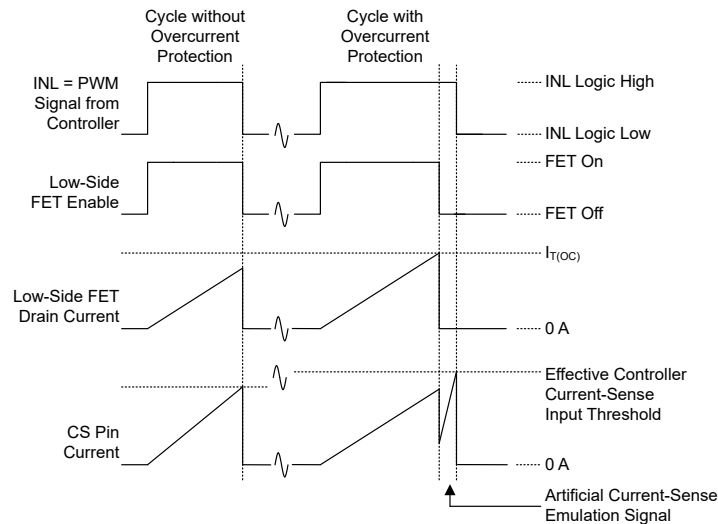 Cycle without
Overcurrent
Protection
Cycle with
Overcurrent
Protection
INL = PWM
Signal from
Controller
INL Logic High
INL Logic Low
Low-Side
FET Enable
FET On
FET Off
Low-Side FET
Drain Current
IT(OC)
0 A
CS Pin
Current
Effective Controller
Current-Sense
Input Threshold
0 A
Artificial Current-Sense
Emulation Signal